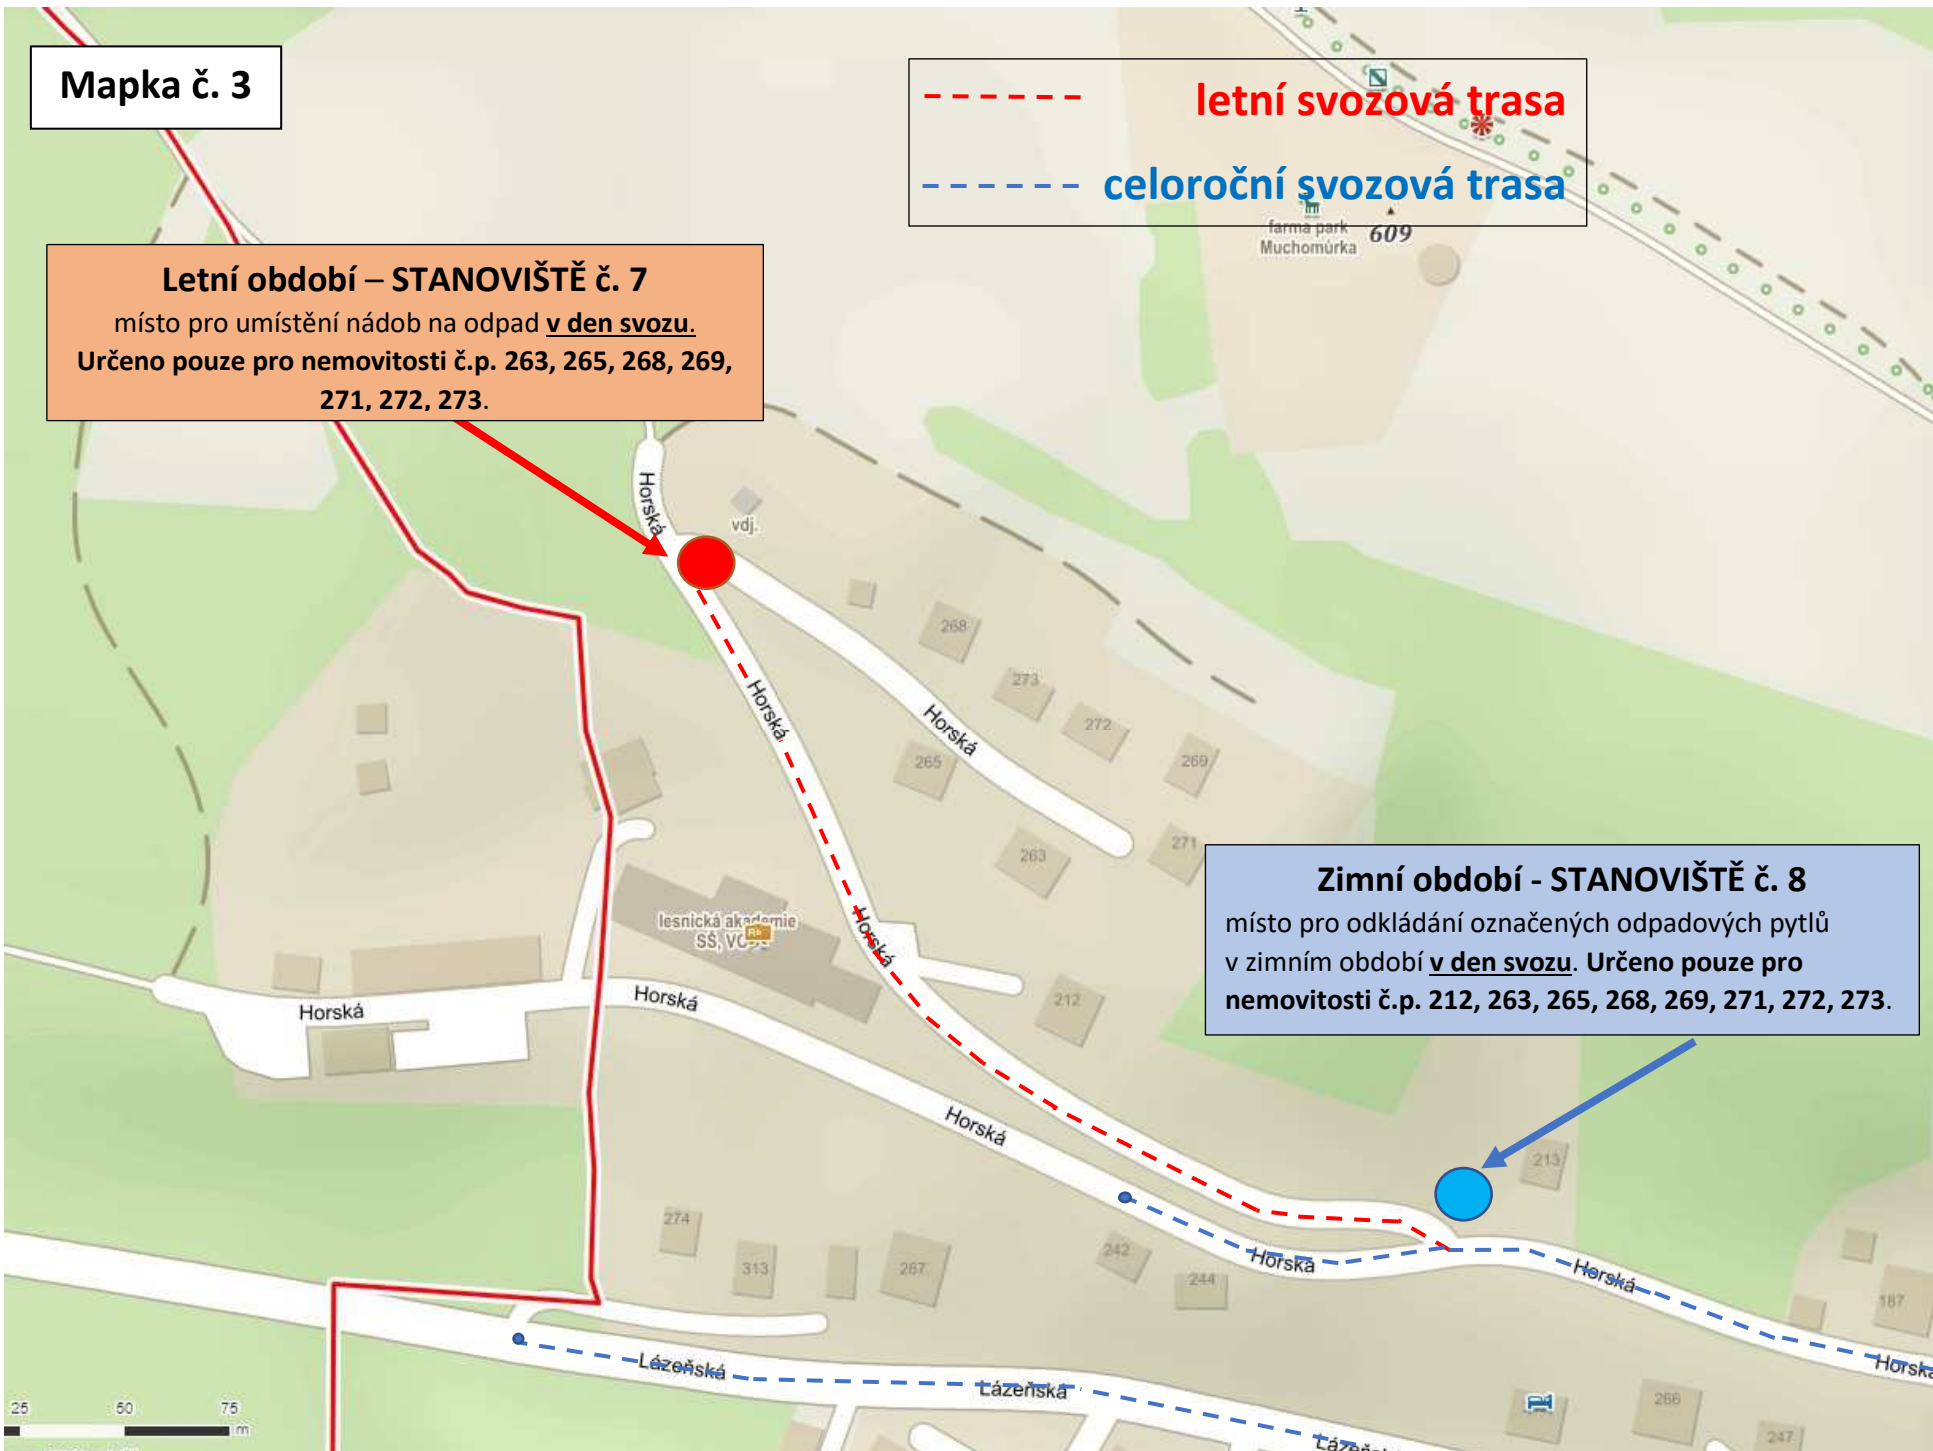 Mapka č. 3
letní svozová trasa
celoroční svozová trasa
farma park
Muchomůrka
609
Letní období – STANOVIŠTĚ č. 7
místo pro umístění nádob na odpad v den svozu.
Určeno pouze pro nemovitosti č.p. 263, 265, 268, 269,
271, 272, 273.
Horská
vdj.
268
273
Horská
272
Horská
265
269
263
271
Zimní období - STANOVIŠTĚ č. 8
místo pro odkládání označených odpadových pytlů
v zimním období v den svozu. Určeno pouze pro
nemovitosti č.p. 212, 263, 265, 268, 269, 271, 272, 273.
lesnická akademie
SŠ,
Horská
212
Horská
Horská
Horská
213
274
313
267
242
244
Horská
Horská
187
Horská
Lázeňská
Lázeňská
266
247
25 50 75
m